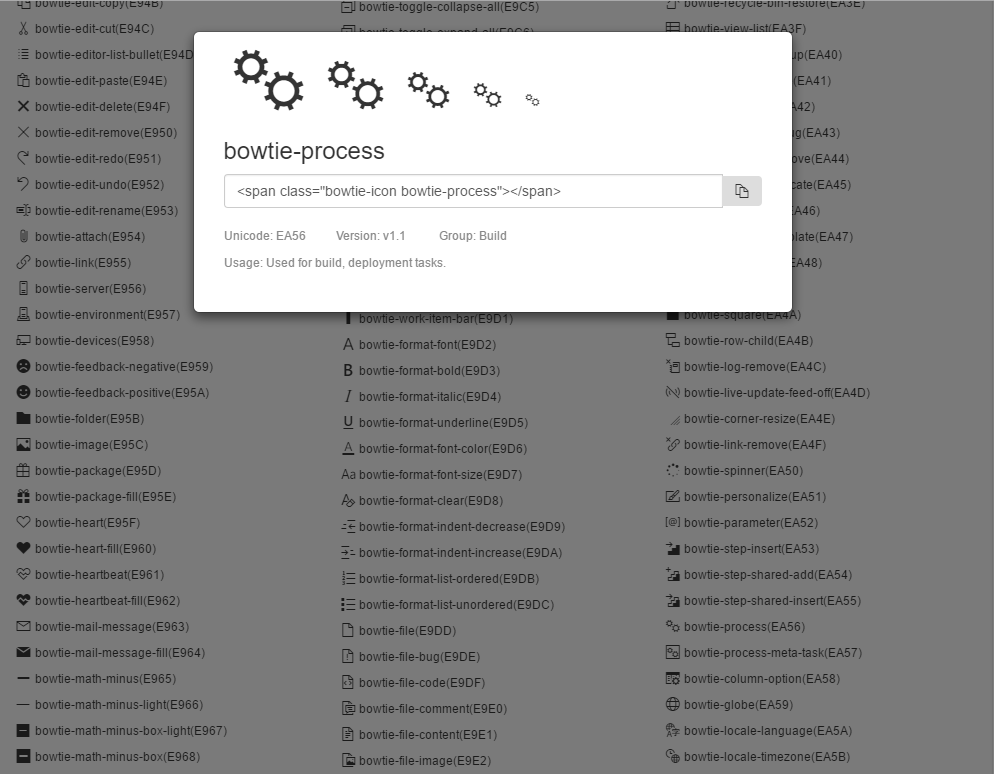 bowtie-edit-copy(E94B)
bowtie-edit-cut(E94C)
bowtie-editor-list-bullet(E94D
bowtie-edit-paste(E94E)
bowtie-edit-delete(E94F)
bowtie-edit-remove(E950)
bowtie-edit-redo(E951)
bowtie-edit-undo(E952)
bowtie-edit-rename(E953)
bowtie-attach(E954)
bowtie-link(E955)
bowtie-server(E956)
bowtie-environment(E957)
bowtie-devices(E958)
bowtie-feedback-negative(E959)
bowtie-feedback-positive(E95A)
bowtie-folder(E95B)
bowtie-image(E95C)
bowtie-package(E95D)
bowtie-package-fill(E95E)
bowtie-heart(E95F)
bowtie-heart-fill(E960)
bowtie-heartbeat(E961)
bowtie-heartbeat-fill(E962)
bowtie-mail-message(E963)
bowtie-mail-message-fill(E964)
bowtie-math-minus(E965)
bowtie-math-minus-light(E966)
bowtie-math-minus-box-light(E967)
bowtie-math-minus-box(E968)
bowtie-toggle-collapse-all(E9C5)
bowtie-toggle-expand-all(E9C6)
bowtie-process
<span class="bowtie-icon bowtie-process"></span>
Unicode: EA56 Version: v1.1 Group: Build
Usage: Used for build, deployment tasks.
bowtie-work-item-bar(E9D1)
bowtie-format-font(E9D2)
bowtie-format-bold(E9D3)
bowtie-format-italic(E9D4)
bowtie-format-underline(E9D5)
bowtie-format-font-color(E9D6)
bowtie-format-font-size(E9D7)
bowtie-format-clear(E9D8)
bowtie-format-indent-decrease(E9D9)
bowtie-format-indent-increase(E9DA)
bowtie-format-list-ordered(E9DB)
bowtie-format-list-unordered(E9DC)
bowtie-file(E9DD)
bowtie-file-bug(E9DE)
bowtie-file-code(E9DF)
bowtie-file-comment(E9E0)
bowtie-file-content(E9E1)
bowtie-file-image(E9E2)
bowtie-recycle-bin-restore(EA3E)
bowtie-view-list(EA3F)
up(EA40)
(EA41)
A42)
ug(EA43)
ove(EA44)
cate(EA45)
EA46)
plate(EA47)
EA48)
bowtie-square(EA4A)
bowtie-row-child(EA4B)
bowtie-log-remove(EA4C)
bowtie-live-update-feed-off(EA4D)
bowtie-corner-resize(EA4E)
bowtie-link-remove(EA4F)
bowtie-spinner(EA50)
bowtie-personalize(EA51)
bowtie-parameter(EA52)
bowtie-step-insert(EA53)
bowtie-step-shared-add(EA54)
bowtie-step-shared-insert(EA55)
bowtie-process(EA56)
bowtie-process-meta-task(EA57)
bowtie-column-option(EA58)
bowtie-globe(EA59)
bowtie-locale-language(EA5A)
bowtie-locale-timezone(EA5B)